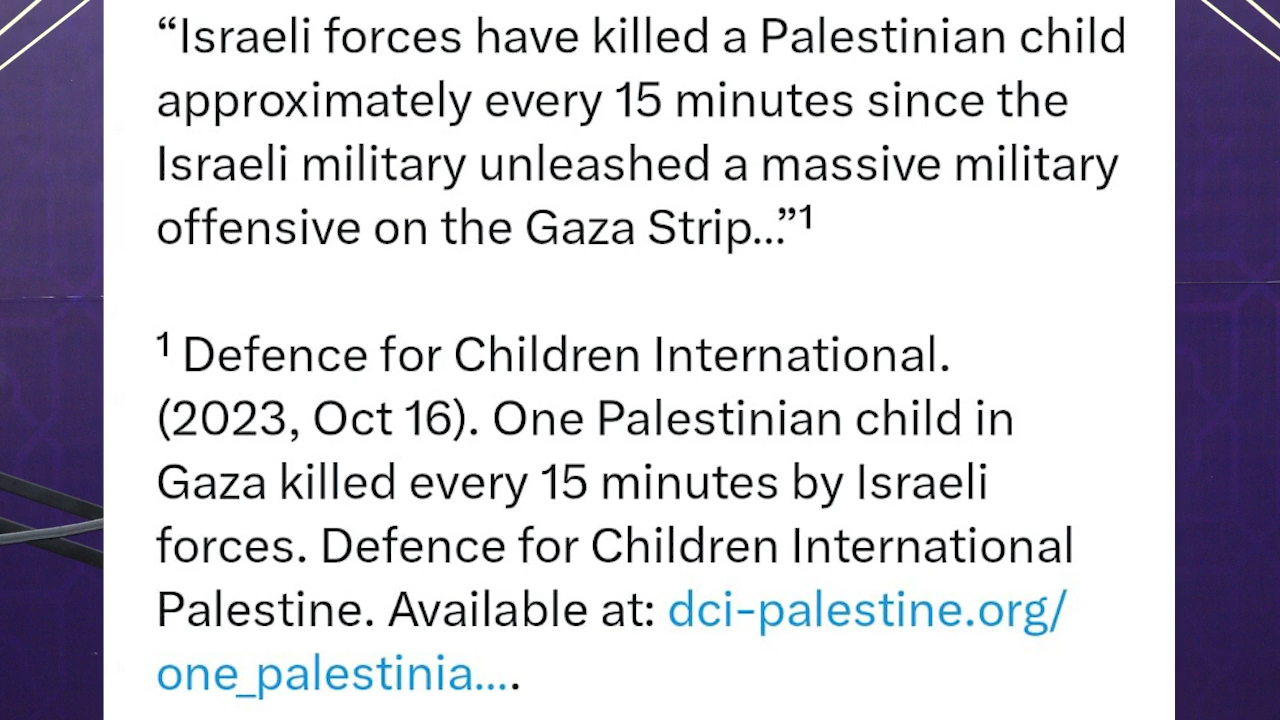 “Israeli forces have killed a Palestinian child
approximately every 15 minutes since the
Israeli military unleashed a massive military
offensive on the Gaza Strip...”¹
¹ Defence for Children International.
(2023, Oct 16). One Palestinian child in
Gaza killed every 15 minutes by Israeli
forces. Defence for Children International
Palestine. Available at: dci-palestine.org/
one_palestinia....